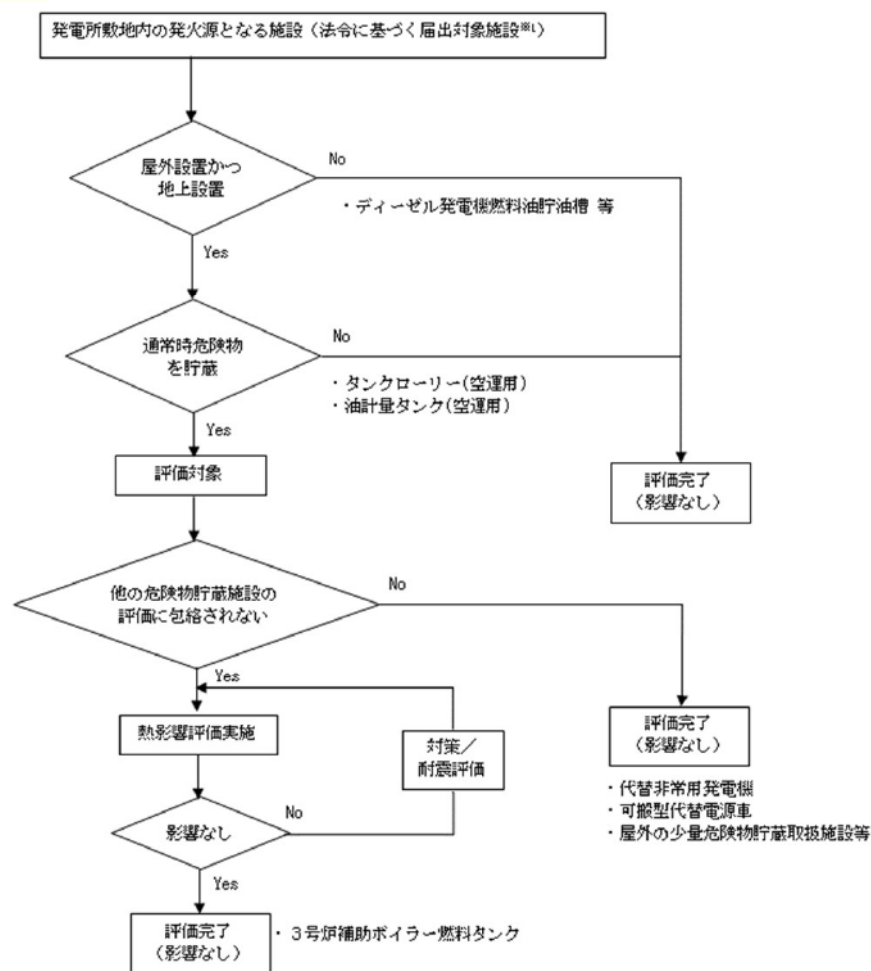 発電所敷地内の発火源となる施設（法令に基づく届出対象施設※1）
屋外設置かつ
地上設置
No
・ディーゼル発電機燃料油貯油槽 等
Yes
通常時危険物
を貯蔵
No
・タンクローリー(空運用)
・油計量タンク(空運用)
Yes
評価対象
評価完了
（影響なし）
他の危険物貯蔵施設の
評価に包絡されない
No
Yes
熱影響評価実施
対策／
耐震評価
評価完了
（影響なし）
・代替非常用発電機
・可搬型代替電源車
・屋外の少量危険物貯蔵取扱施設等
影響なし
No
Yes
評価完了
（影響なし）
・３号炉補助ボイラー燃料タンク